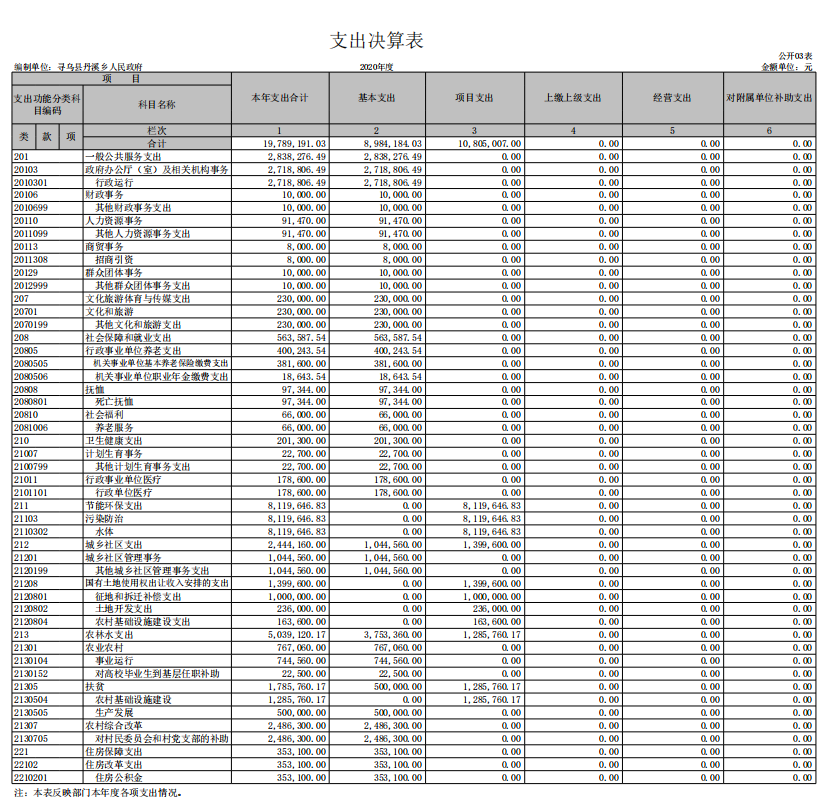 支出决算表
公开03表
编制单位：寻乌县丹溪乡人民政府 2020年度 金额单位：元
项 目 本年支出合计 基本支出 项目支出 上缴上级支出 经营支出 对附属单位补助支出
支出功能分类科目编码 科目名称
类 款 项 栏次 1 2 3 4 5 6
合计 19,789,191.03 8,984,184.03 10,805,007.00 0.00 0.00 0.00
201 一般公共服务支出 2,838,276.49 2,838,276.49 0.00 0.00 0.00 0.00
20103 政府办公厅（室）及相关机构事务 2,718,806.49 2,718,806.49 0.00 0.00 0.00 0.00
2010301 行政运行 2,718,806.49 2,718,806.49 0.00 0.00 0.00 0.00
20106 财政事务 10,000.00 10,000.00 0.00 0.00 0.00 0.00
2010699 其他财政事务支出 10,000.00 10,000.00 0.00 0.00 0.00 0.00
20110 人力资源事务 91,470.00 91,470.00 0.00 0.00 0.00 0.00
2011099 其他人力资源事务支出 91,470.00 91,470.00 0.00 0.00 0.00 0.00
20113 商贸事务 8,000.00 8,000.00 0.00 0.00 0.00 0.00
2011308 招商引资 8,000.00 8,000.00 0.00 0.00 0.00 0.00
20129 群众团体事务 10,000.00 10,000.00 0.00 0.00 0.00 0.00
2012999 其他群众团体事务支出 10,000.00 10,000.00 0.00 0.00 0.00 0.00
207 文化旅游体育与传媒支出 230,000.00 230,000.00 0.00 0.00 0.00 0.00
20701 文化和旅游 230,000.00 230,000.00 0.00 0.00 0.00 0.00
2070199 其他文化和旅游支出 230,000.00 230,000.00 0.00 0.00 0.00 0.00
208 社会保障和就业支出 563,587.54 563,587.54 0.00 0.00 0.00 0.00
20805 行政事业单位养老支出 400,243.54 400,243.54 0.00 0.00 0.00 0.00
2080505 机关事业单位基本养老保险缴费支出 381,600.00 381,600.00 0.00 0.00 0.00 0.00
2080506 机关事业单位职业年金缴费支出 18,643.54 18,643.54 0.00 0.00 0.00 0.00
20808 抚恤 97,344.00 97,344.00 0.00 0.00 0.00 0.00
2080801 死亡抚恤 97,344.00 97,344.00 0.00 0.00 0.00 0.00
20810 社会福利 66,000.00 66,000.00 0.00 0.00 0.00 0.00
2081006 养老服务 66,000.00 66,000.00 0.00 0.00 0.00 0.00
210 卫生健康支出 201,300.00 201,300.00 0.00 0.00 0.00 0.00
21007 计划生育事务 22,700.00 22,700.00 0.00 0.00 0.00 0.00
2100799 其他计划生育事务支出 22,700.00 22,700.00 0.00 0.00 0.00 0.00
21011 行政事业单位医疗 178,600.00 178,600.00 0.00 0.00 0.00 0.00
2101101 行政单位医疗 178,600.00 178,600.00 0.00 0.00 0.00 0.00
211 节能环保支出 8,119,646.83 0.00 8,119,646.83 0.00 0.00 0.00
21103 污染防治 8,119,646.83 0.00 8,119,646.83 0.00 0.00 0.00
2110302 水体 8,119,646.83 0.00 8,119,646.83 0.00 0.00 0.00
212 城乡社区支出 2,444,160.00 1,044,560.00 1,399,600.00 0.00 0.00 0.00
21201 城乡社区管理事务 1,044,560.00 1,044,560.00 0.00 0.00 0.00 0.00
2120199 其他城乡社区管理事务支出 1,044,560.00 1,044,560.00 0.00 0.00 0.00 0.00
21208 国有土地使用权出让收入安排的支出 1,399,600.00 0.00 1,399,600.00 0.00 0.00 0.00
2120801 征地和拆迁补偿支出 1,000,000.00 0.00 1,000,000.00 0.00 0.00 0.00
2120802 土地开发支出 236,000.00 0.00 236,000.00 0.00 0.00 0.00
2120804 农村基础设施建设支出 163,600.00 0.00 163,600.00 0.00 0.00 0.00
213 农林水支出 5,039,120.17 3,753,360.00 1,285,760.17 0.00 0.00 0.00
21301 农业农村 767,060.00 767,060.00 0.00 0.00 0.00 0.00
2130104 事业运行 744,560.00 744,560.00 0.00 0.00 0.00 0.00
2130152 对高校毕业生到基层任职补助 22,500.00 22,500.00 0.00 0.00 0.00 0.00
21305 扶贫 1,785,760.17 500,000.00 1,285,760.17 0.00 0.00 0.00
2130504 农村基础设施建设 1,285,760.17 0.00 1,285,760.17 0.00 0.00 0.00
2130505 生产发展 500,000.00 500,000.00 0.00 0.00 0.00 0.00
21307 农村综合改革 2,486,300.00 2,486,300.00 0.00 0.00 0.00 0.00
2130705 对村民委员会和村党支部的补助 2,486,300.00 2,486,300.00 0.00 0.00 0.00 0.00
221 住房保障支出 353,100.00 353,100.00 0.00 0.00 0.00 0.00
22102 住房改革支出 353,100.00 353,100.00 0.00 0.00 0.00 0.00
2210201 住房公积金 353,100.00 353,100.00 0.00 0.00 0.00 0.00
注：本表反映部门本年度各项支出情况。